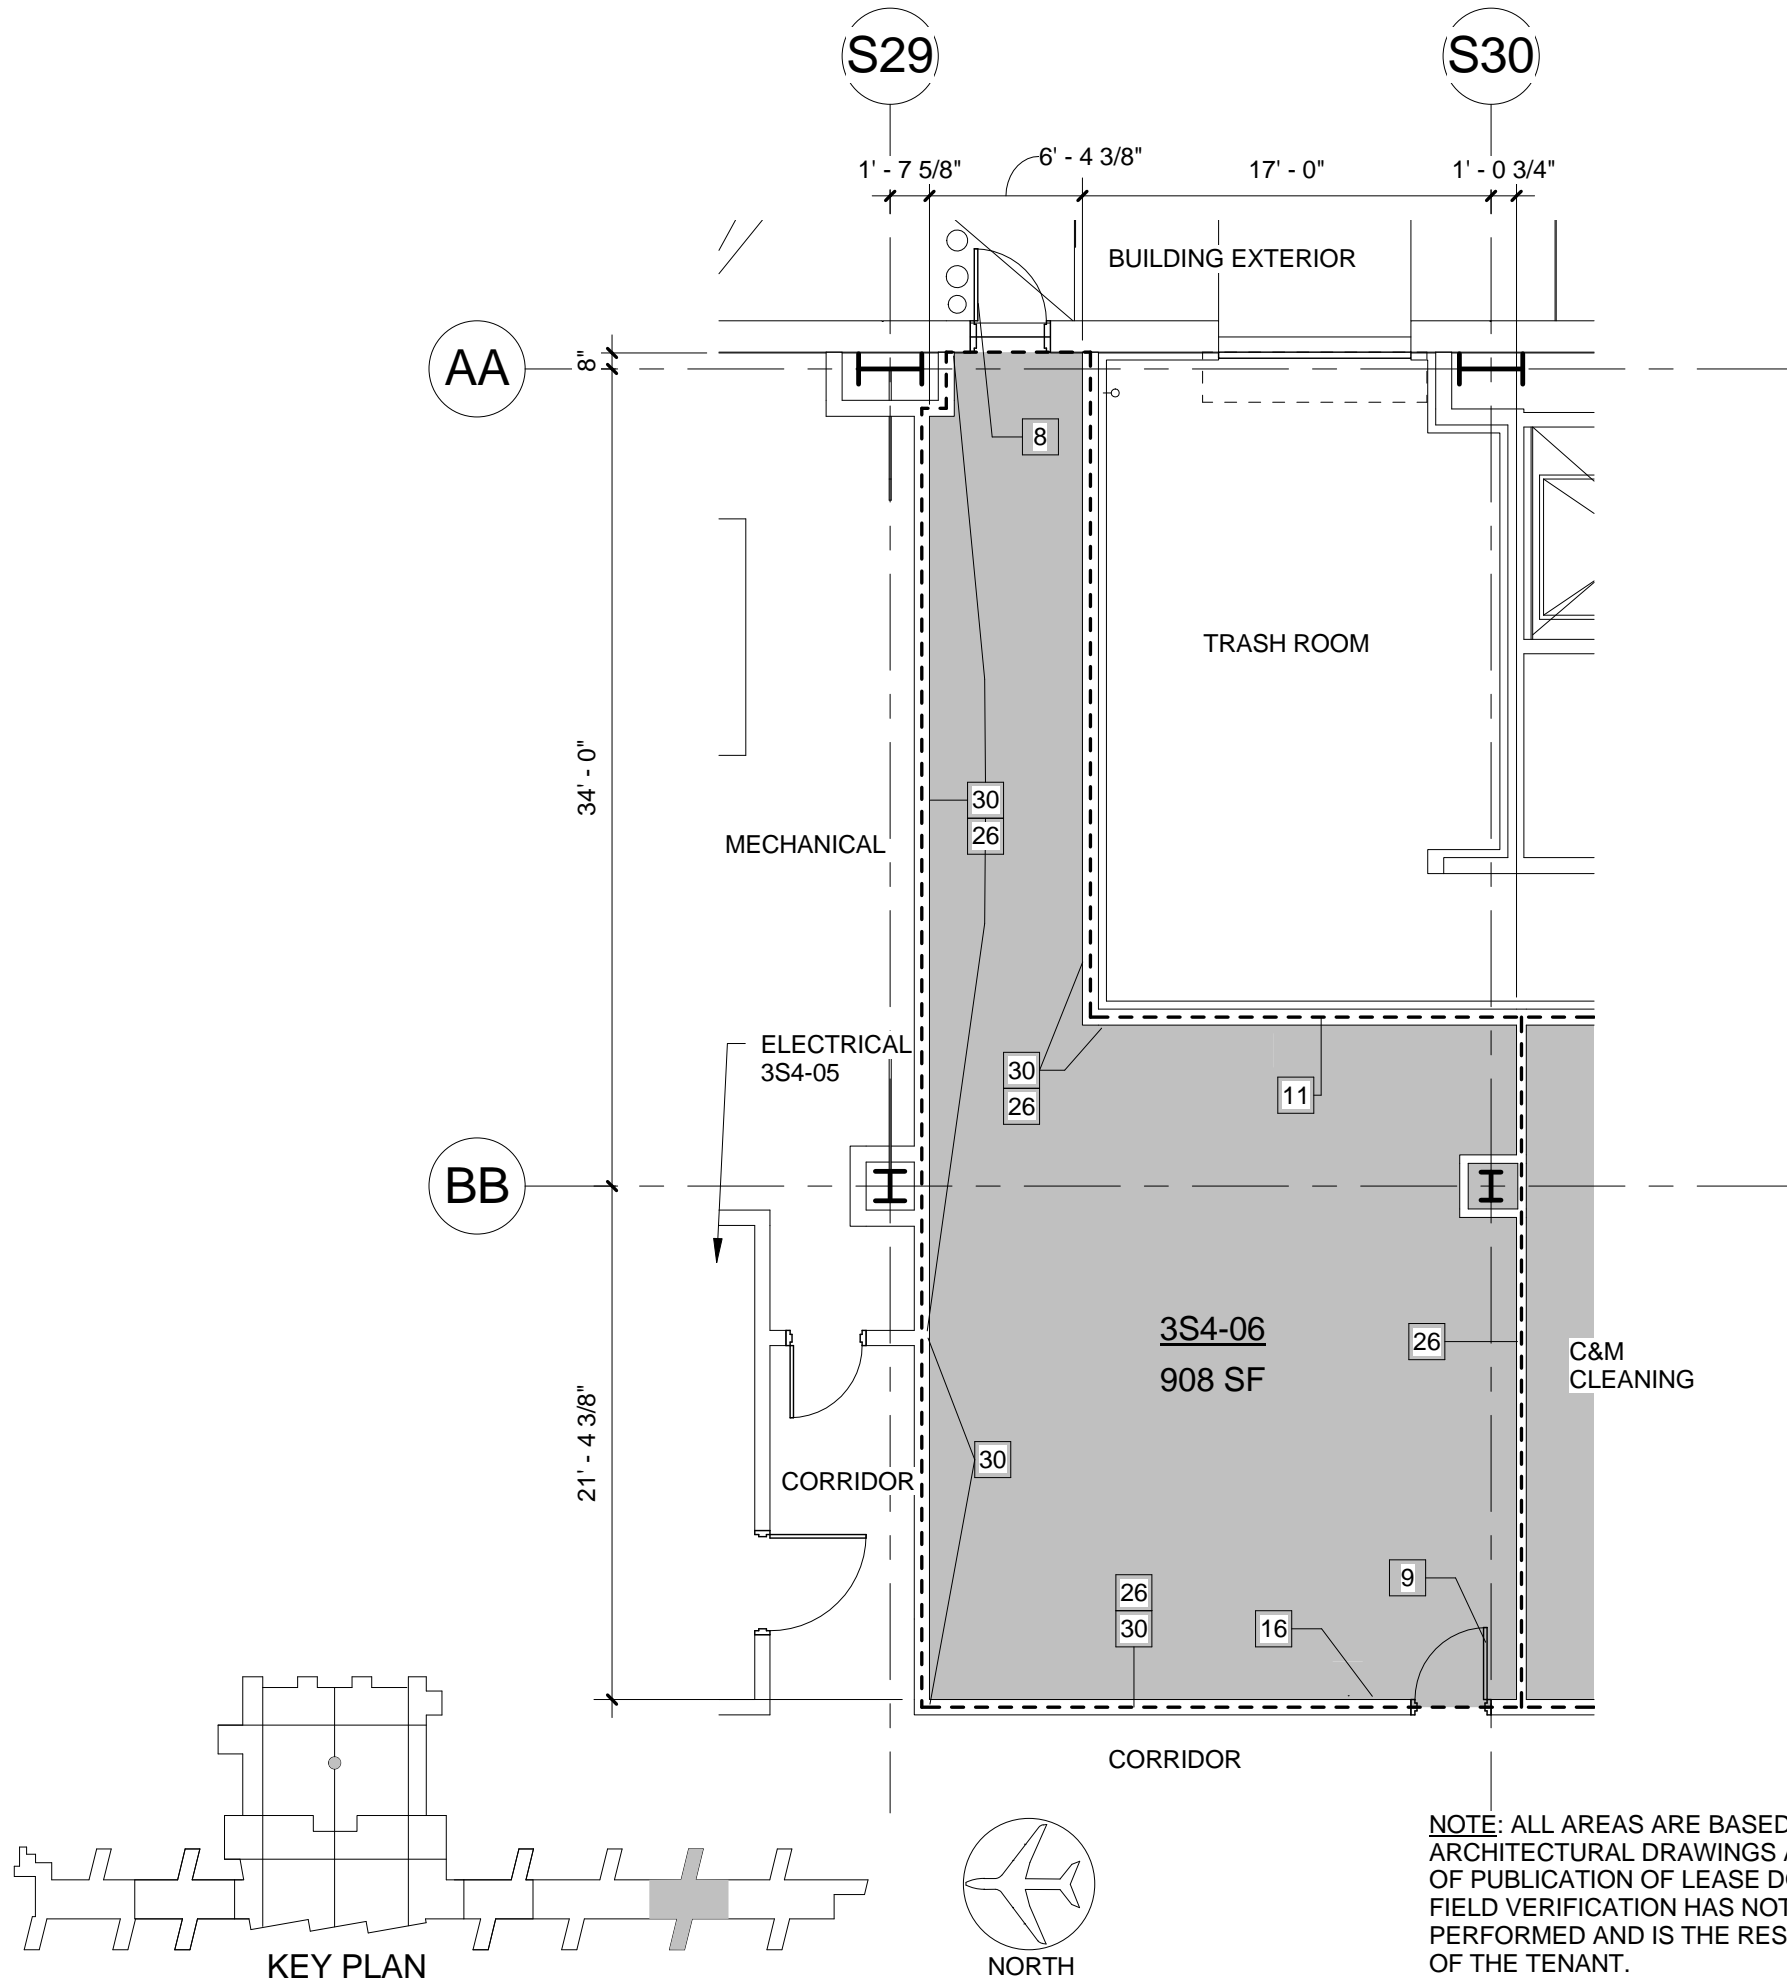 S29
S30
1' - 7 5/8"
6' - 4 3/8"
17' - 0"
1' - 0 3/4"
BUILDING EXTERIOR
AA
8"
8
TRASH ROOM
34' - 0"
30
26
MECHANICAL
ELECTRICAL
3S4-05
30
26
11
BB
3S4-06
908 SF
26
C&M
CLEANING
21' - 4 3/8"
30
CORRIDOR
9
26
30
16
CORRIDOR
KEY PLAN
NORTH
NOTE: ALL AREAS ARE BASED
ARCHITECTURAL DRAWINGS
OF PUBLICATION OF LEASE
FIELD VERIFICATION HAS NOT
PERFORMED AND IS THE
OF THE TENANT.